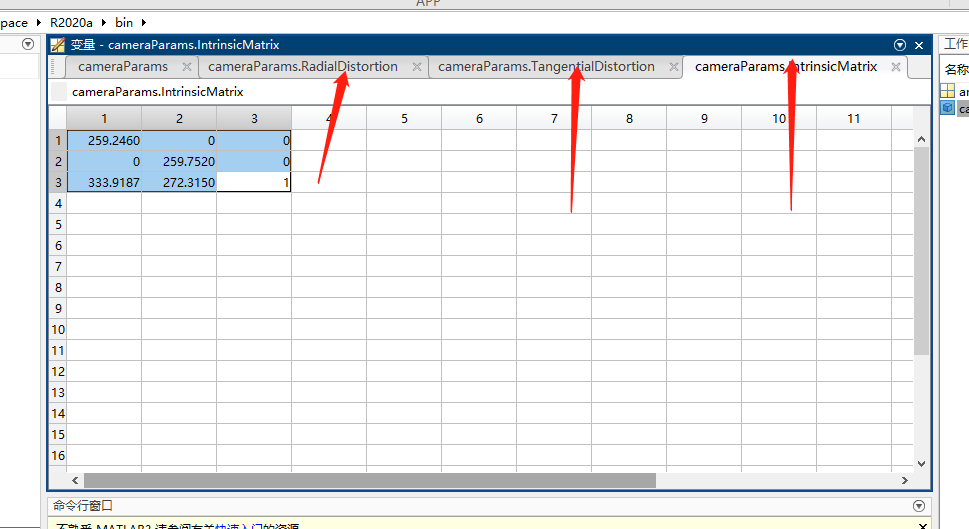 APP
pace ▸ R2020a ▸ bin ▸
变量 - cameraParams.IntrinsicMatrix
工作
cameraParams cameraParams.RadialDistortion cameraParams.TangentialDistortion cameraParams.IntrinsicMatrix
名称
cameraParams.IntrinsicMatrix
an
ca
1 2 3 4 5 6 7 8 9 10 11
1 259.2460 0 0
2 0 259.7520 0
3 333.9187 272.3150 1
4
5
6
7
8
9
10
11
12
13
14
15
16
命令行窗口
不熟悉 MATLAB? 请参阅有关快速入门的资源